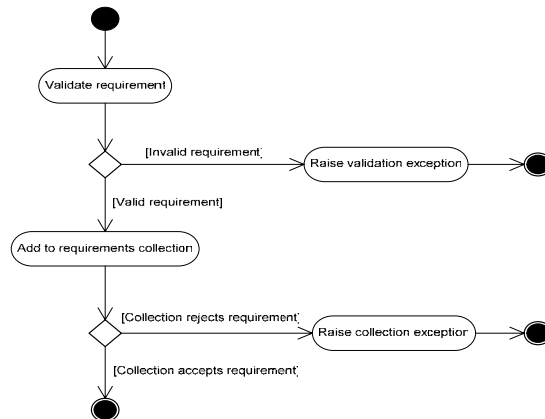 Validate requirement
[Invalid requirement]
Raise validation exception
[Valid requirement]
Add to requirements collection
[Collection rejects requirement]
Raise collection exception
[Collection accepts requirement]